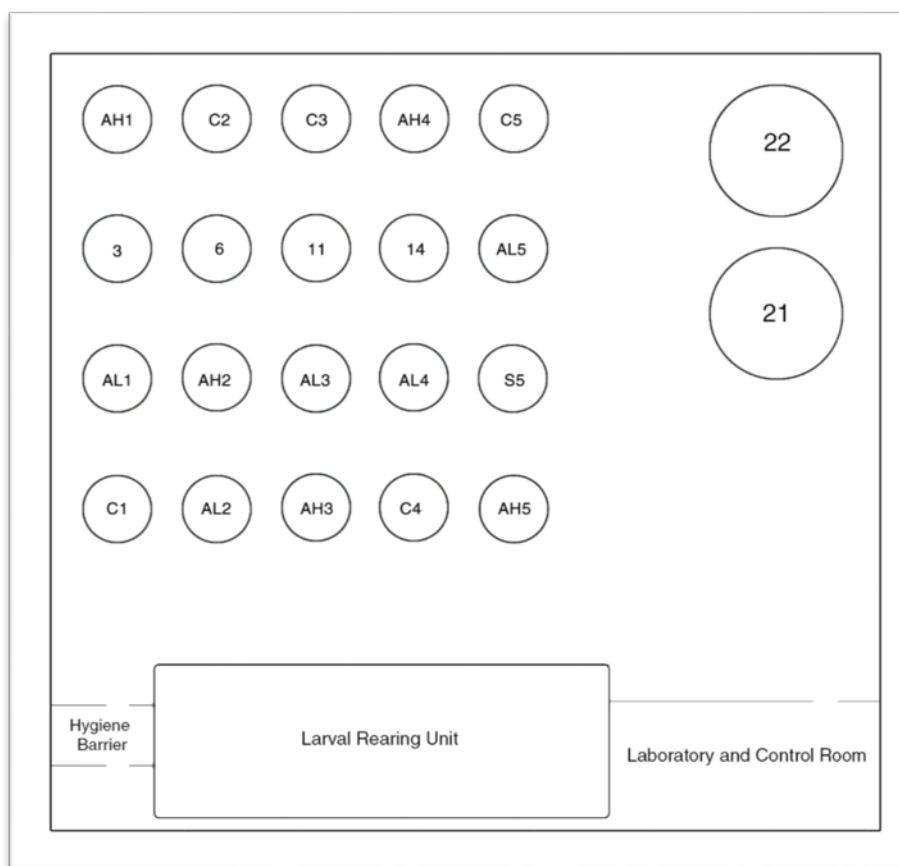 AH1 C2 C3 AH4 C5
22
3 6 11 14 AL5
21
AL1 AH2 AL3 AL4 S5
C1 AL2 AH3 C4 AH5
Hygiene
Barrier
Larval Rearing Unit
Laboratory and Control Room